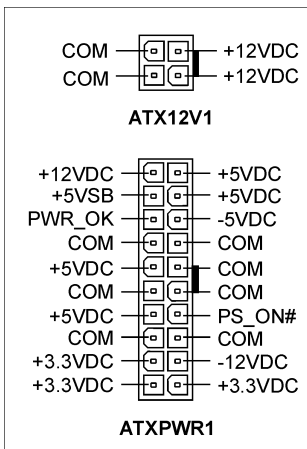 COM +12VDC
COM +12VDC
ATX12V1
+12VDC +5VDC
+5VSB +5VDC
PWR_OK -5VDC
COM COM
+5VDC COM
COM COM
+5VDC PS_ON#
COM COM
+3.3VDC -12VDC
+3.3VDC +3.3VDC
ATXPWR1